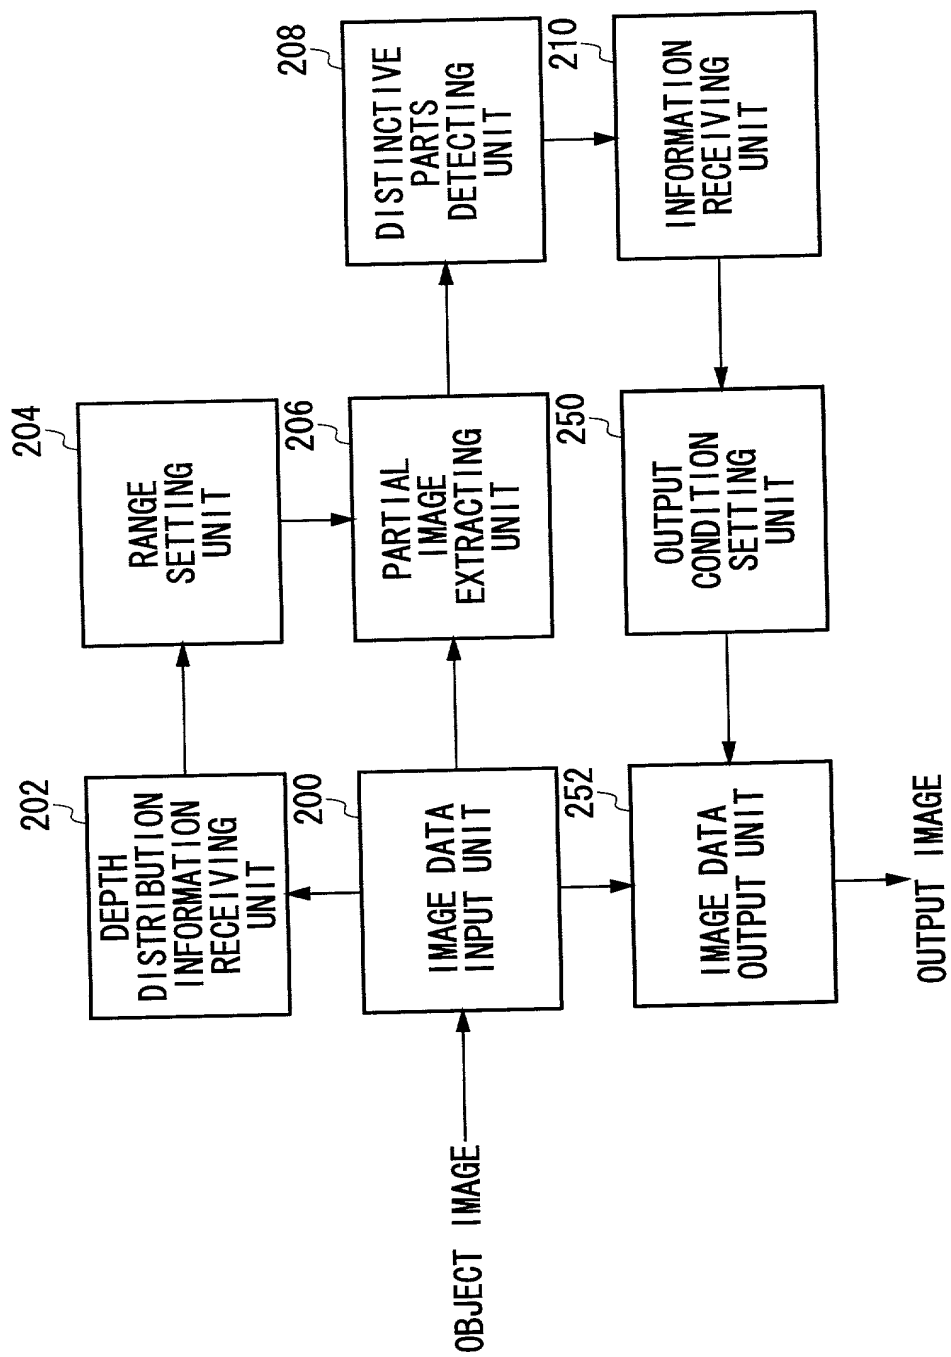 202
DEPTH
DISTRIBUTION
INFORMATION
RECEIVING
UNIT
204
RANGE
SETTING
UNIT
208
DISTINCTIVE
PARTS
DETECTING
UNIT
OBJECT IMAGE
200
IMAGE DATA
INPUT UNIT
206
PARTIAL
IMAGE
EXTRACTING
UNIT
210
INFORMATION
RECEIVING
UNIT
252
IMAGE DATA
OUTPUT UNIT
250
OUTPUT
CONDITION
SETTING
UNIT
OUTPUT IMAGE